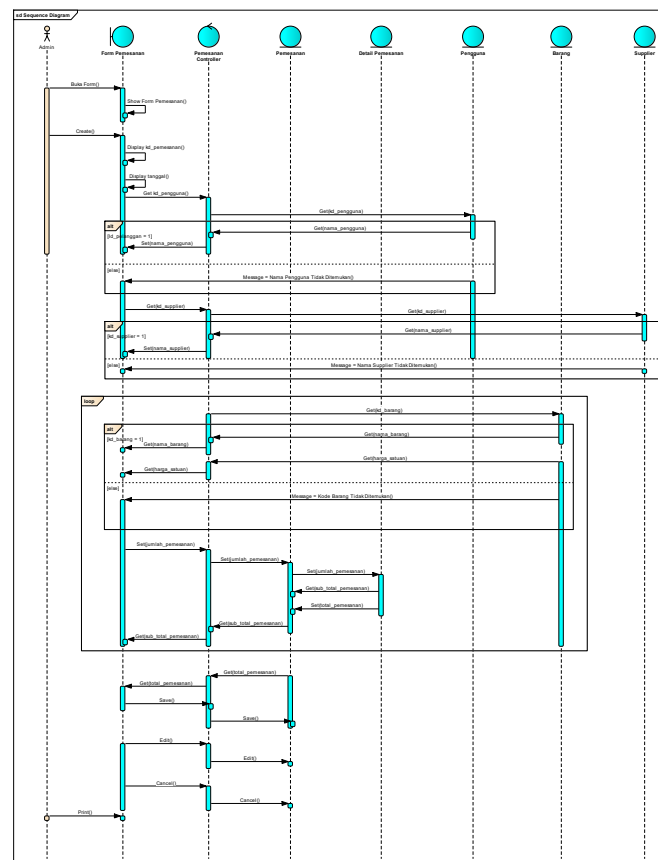 sd Sequence Diagram
Admin
Form Pemesanan
Pemesanan
Controller
Pemesanan
Detail Pemesanan
Pengguna
Barang
Supplier
Buka Form()
Show Form Pemesanan()
Create()
Display kd_pemesanan()
Display tanggal()
Get kd_pengguna()
Get(kd_pengguna)
alt
Get(nama_pengguna)
[id_pelanggan = 1]
Set(nama_pengguna)
[else]
Message = Nama Pengguna Tidak Ditemukan()
Get(kd_supplier)
Get(kd_supplier)
alt
[kd_supplier = 1]
Get(nama_supplier)
Set(nama_supplier)
[else]
Message = Nama Supplier Tidak Ditemukan()
loop
Get(kd_barang)
alt
Get(nama_barang)
[kd_barang = 1]
Get(nama_barang)
Get(harga_satuan)
Get(harga_satuan)
[else]
Message = Kode Barang Tidak Ditemukan()
Set(jumlah_pemesanan)
Set(jumlah_pemesanan)
Set(jumlah_pemesanan)
Get(sub_total_pemesanan)
Set(total_pemesanan)
Get(sub_total_pemesanan)
Get(sub_total_pemesanan)
Get(total_pemesanan)
Get(total_pemesanan)
Save()
Save()
Edit()
Edit()
Cancel()
Cancel()
Print()